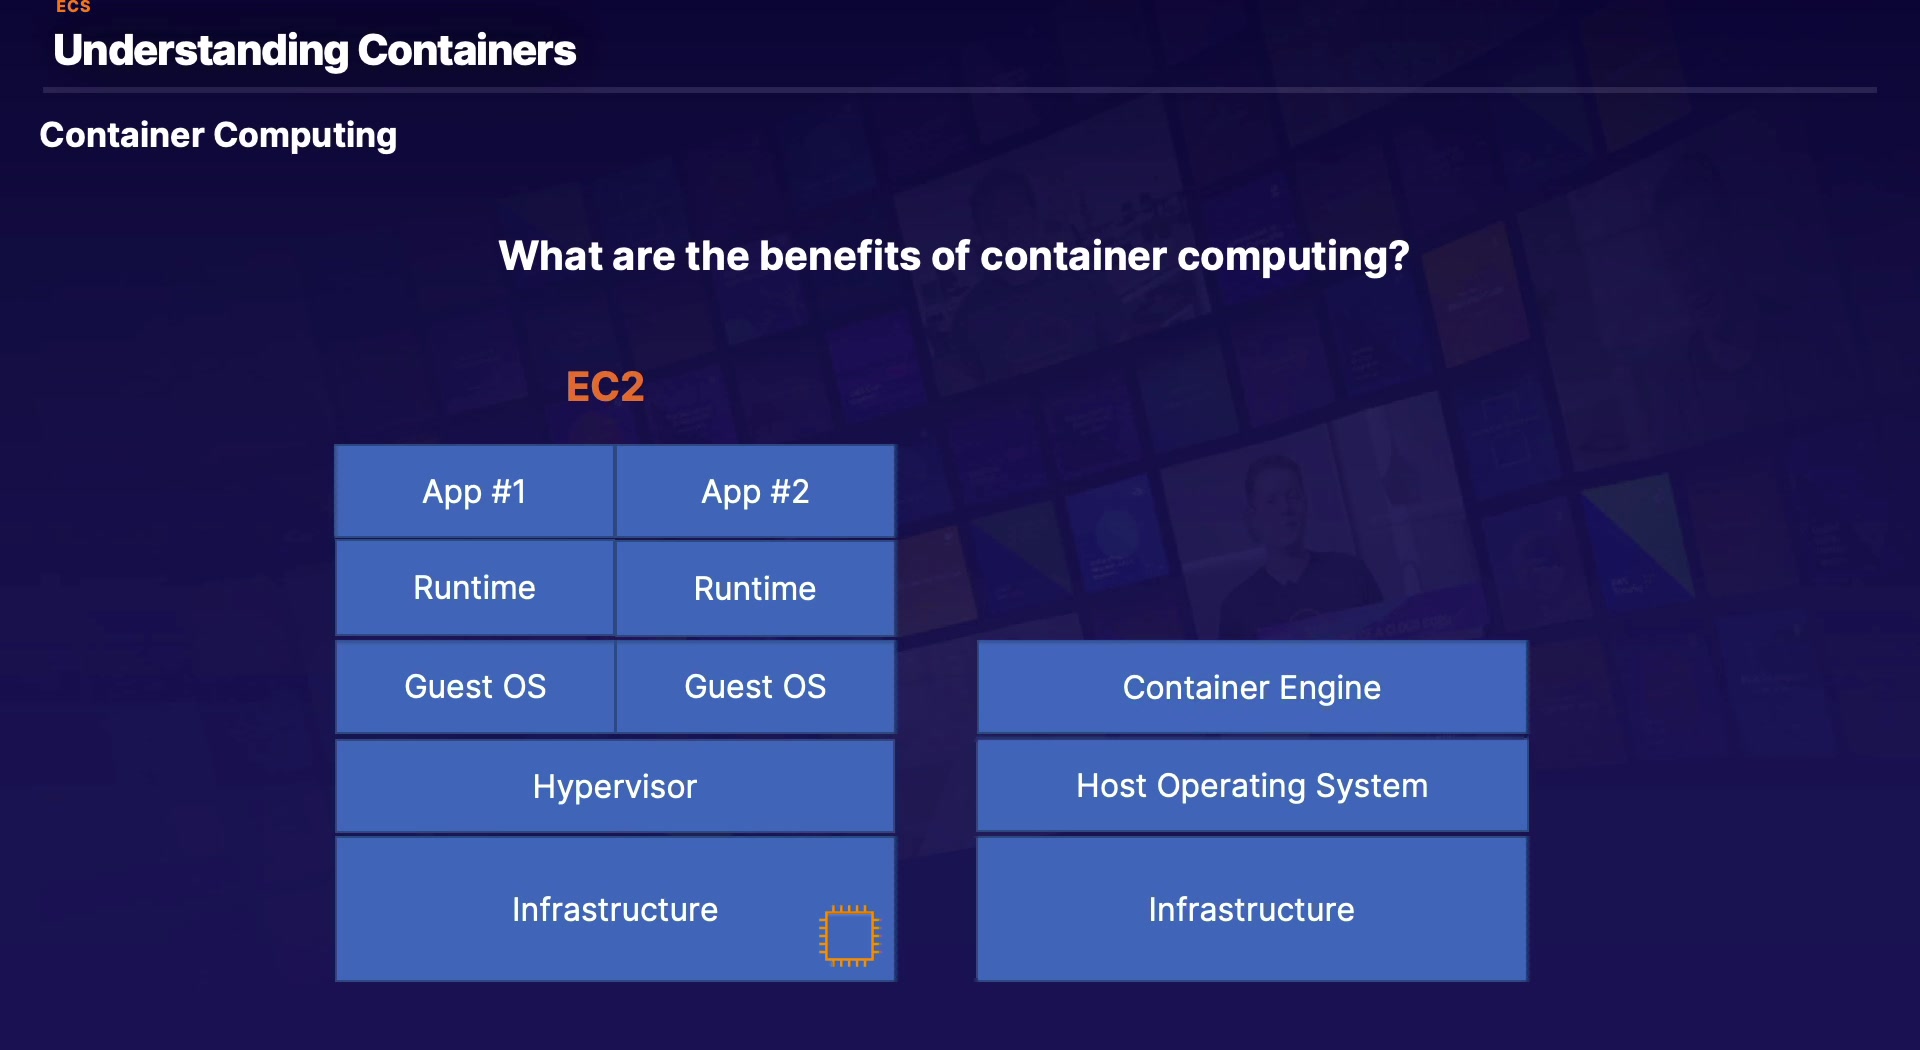 ECS
Understanding Containers
Container Computing
What are the benefits of container computing?
EC2
App #1
App #2
Runtime
Runtime
Guest OS
Guest OS
Hypervisor
Infrastructure
Container Engine
Host Operating System
Infrastructure